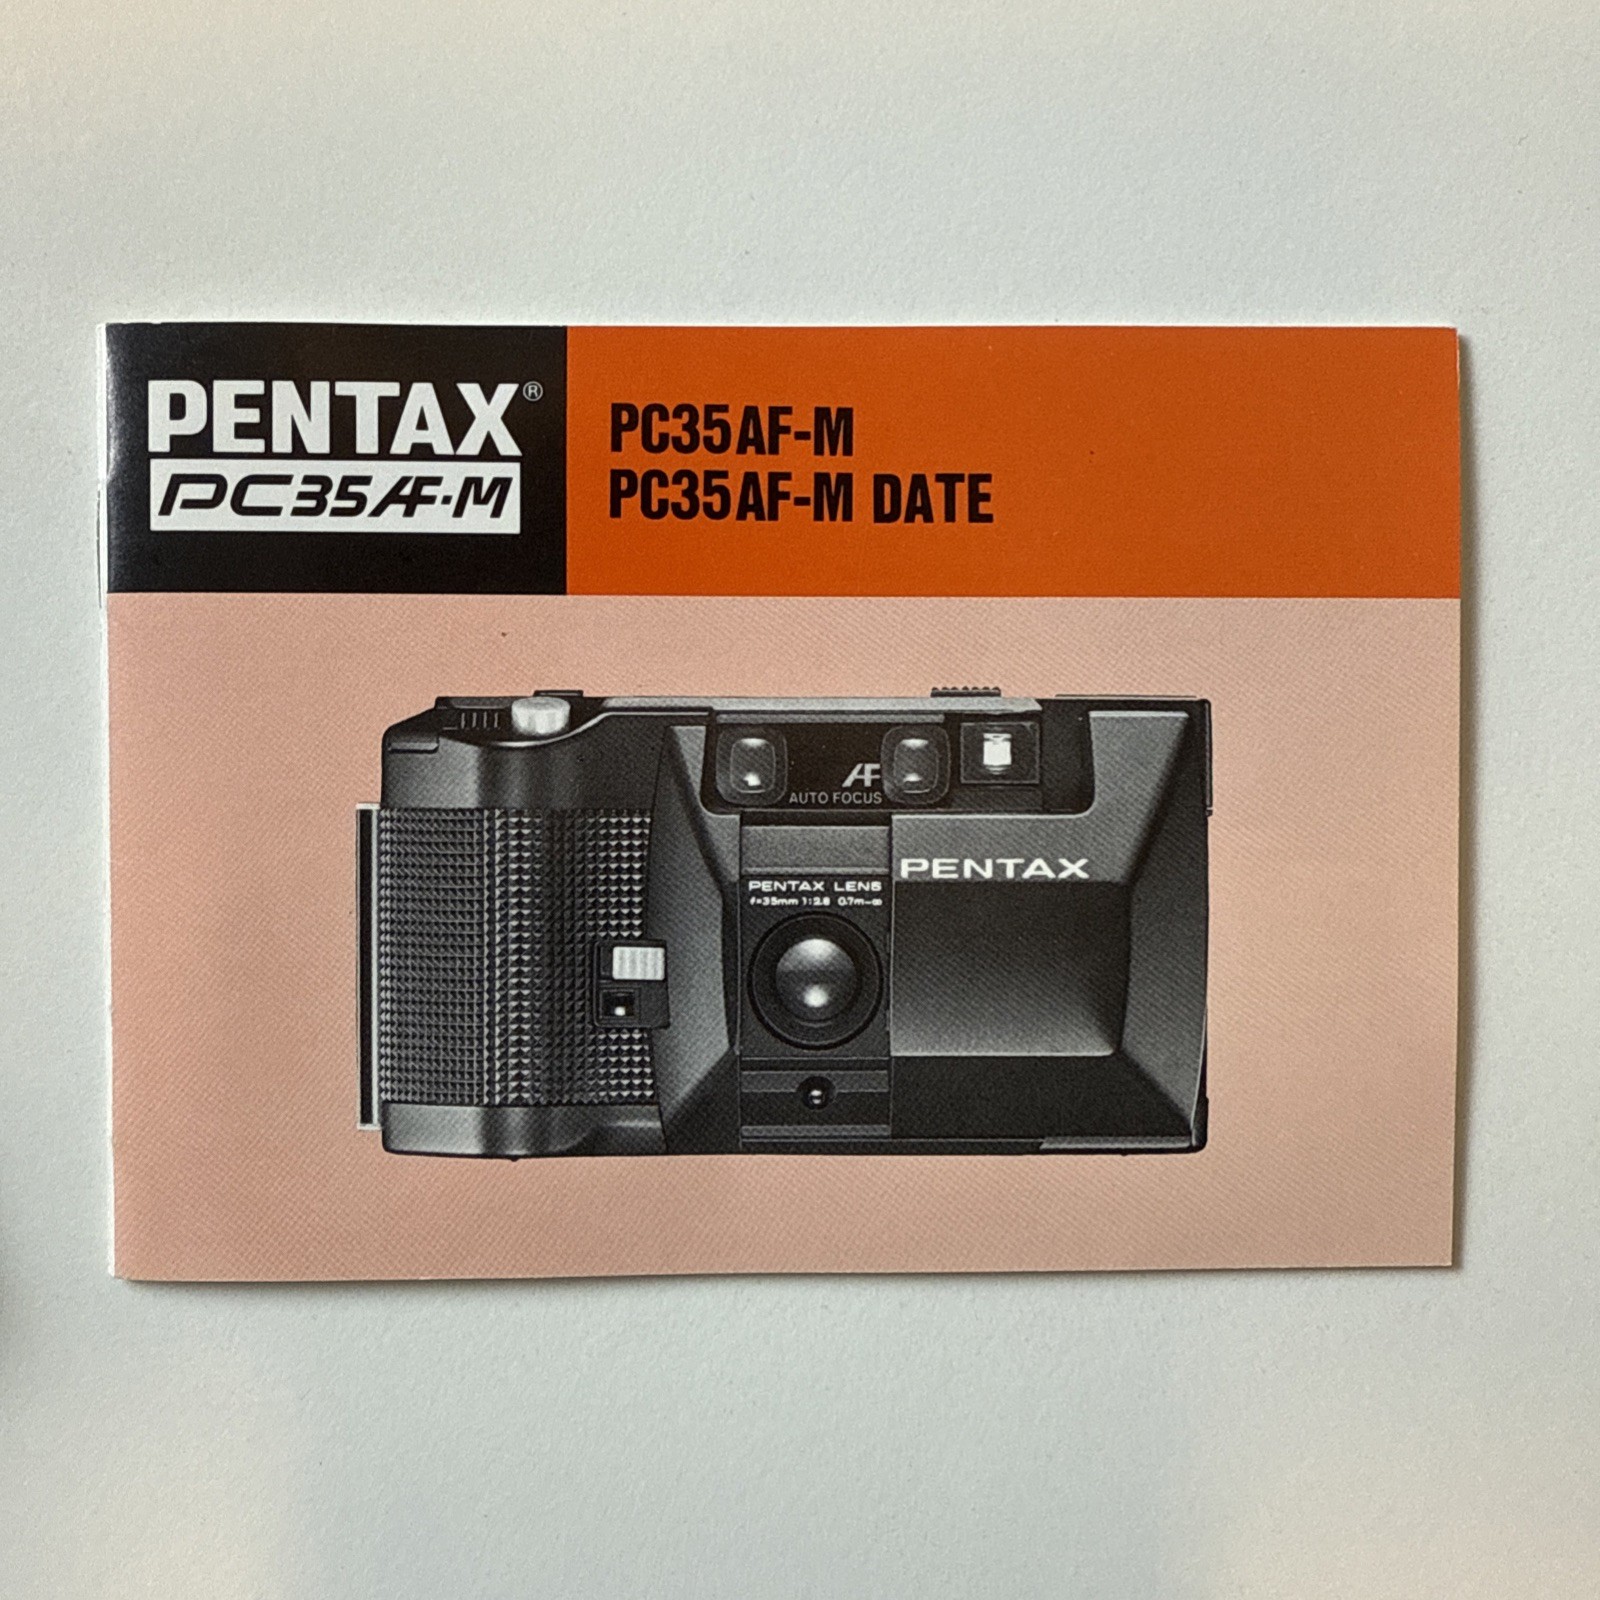 PENTAX®
PC35AF-M
PC35AF-M
PC35AF-M DATE
AF
AUTO FOCUS
PENTAX
PENTAX LENS
f=35mm 1:2.8 0.7m-∞